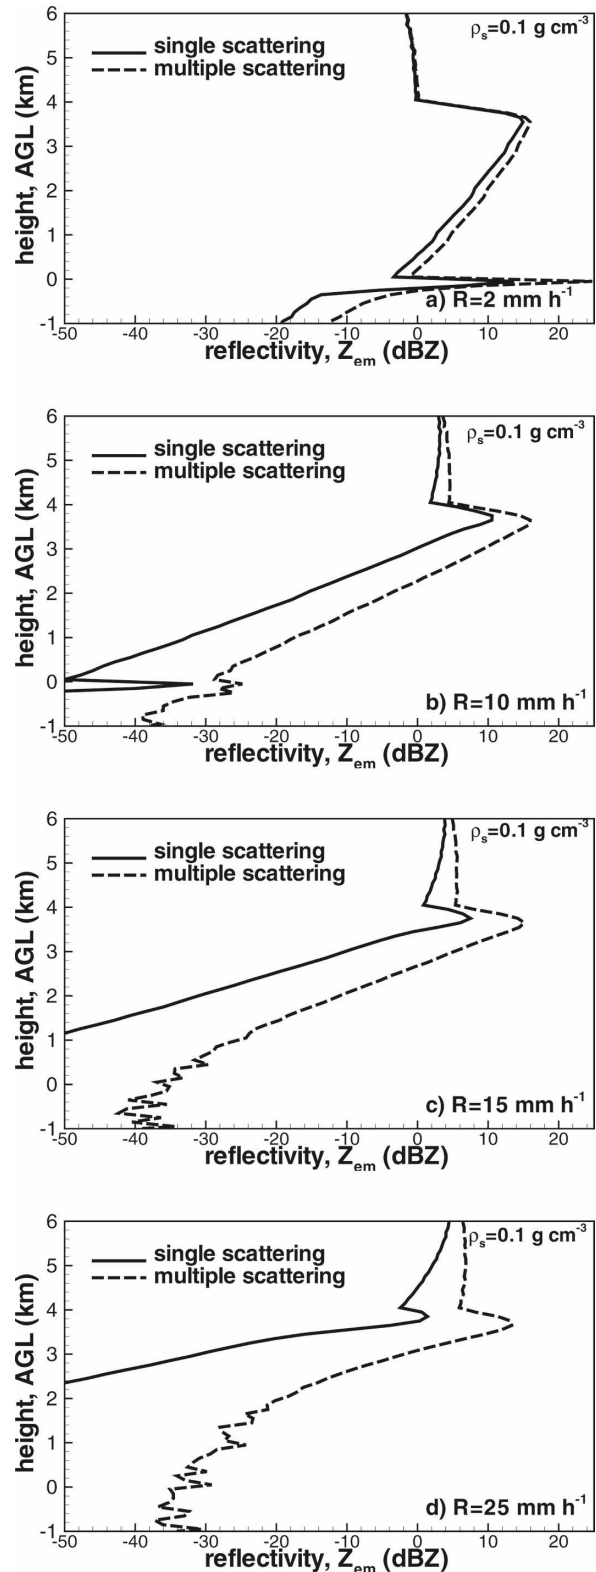 6
ρs=0.1 g cm-3
single scattering
multiple scattering
5
4
3
2
1
0
-1
height, AGL (km)
a) R=2 mm h-1
-50 -40 -30 -20 -10 0 10 20
reflectivity, Zem (dBZ)
6
ρs=0.1 g cm-3
single scattering
multiple scattering
5
4
3
2
1
0
-1
height, AGL (km)
b) R=10 mm h-1
-50 -40 -30 -20 -10 0 10 20
reflectivity, Zem (dBZ)
6
ρs=0.1 g cm-3
single scattering
multiple scattering
5
4
3
2
1
0
-1
height, AGL (km)
c) R=15 mm h-1
-50 -40 -30 -20 -10 0 10 20
reflectivity, Zem (dBZ)
6
ρs=0.1 g cm-3
single scattering
multiple scattering
5
4
3
2
1
0
-1
height, AGL (km)
d) R=25 mm h-1
-50 -40 -30 -20 -10 0 10 20
reflectivity, Zem (dBZ)